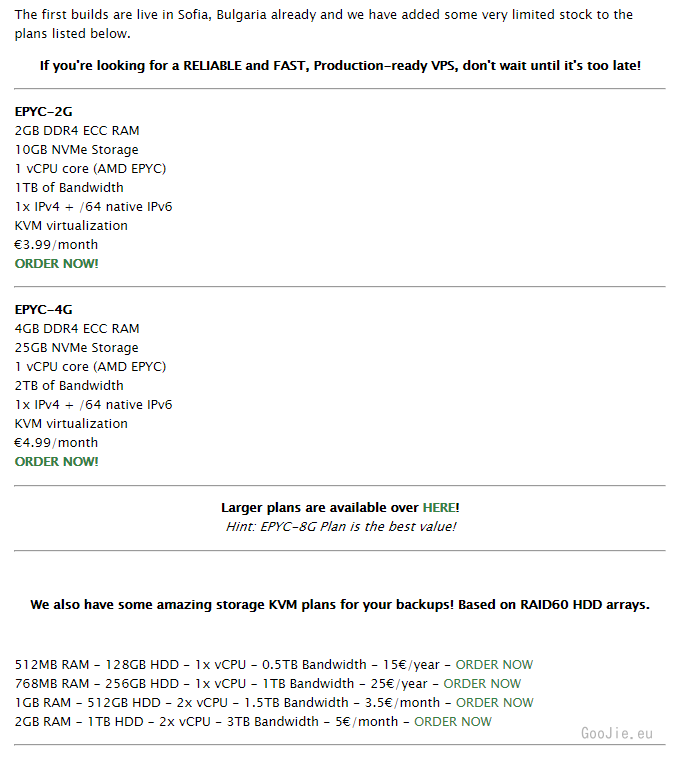 The first builds are live in Sofia, Bulgaria already and we have added some very limited stock to the
plans listed below.
If you're looking for a RELIABLE and FAST, Production-ready VPS, don't wait until it's too late!
EPYC-2G
2GB DDR4 ECC RAM
10GB NVMe Storage
1 vCPU core (AMD EPYC)
1TB of Bandwidth
1x IPv4 + /64 native IPv6
KVM virtualization
€3.99/month
ORDER NOW!
EPYC-4G
4GB DDR4 ECC RAM
25GB NVMe Storage
1 vCPU core (AMD EPYC)
2TB of Bandwidth
1x IPv4 + /64 native IPv6
KVM virtualization
€4.99/month
ORDER NOW!
Larger plans are available over HERE!
Hint: EPYC-8G Plan is the best value!
We also have some amazing storage KVM plans for your backups! Based on RAID60 HDD arrays.
512MB RAM - 128GB HDD - 1x vCPU - 0.5TB Bandwidth - 15€/year - ORDER NOW
768MB RAM - 256GB HDD - 1x vCPU - 1TB Bandwidth - 25€/year - ORDER NOW
1GB RAM - 512GB HDD - 2x vCPU - 1.5TB Bandwidth - 3.5€/month - ORDER NOW
2GB RAM - 1TB HDD - 2x vCPU - 3TB Bandwidth - 5€/month - ORDER NOW
GooJie.eu